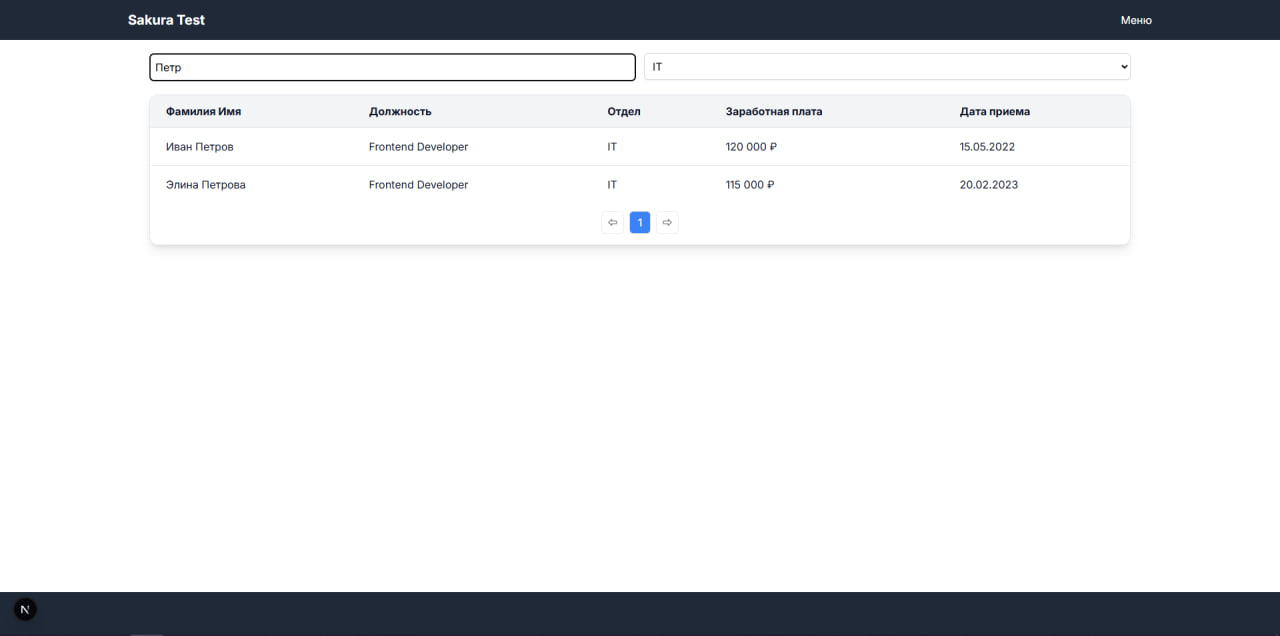 Sakura Test Меню
Петр IT
Фамилия Имя Должность Отдел Заработная плата Дата приема
Иван Петров Frontend Developer IT 120 000 ₽ 15.05.2022
Элина Петрова Frontend Developer IT 115 000 ₽ 20.02.2023
⇦ 1 ⇨
N